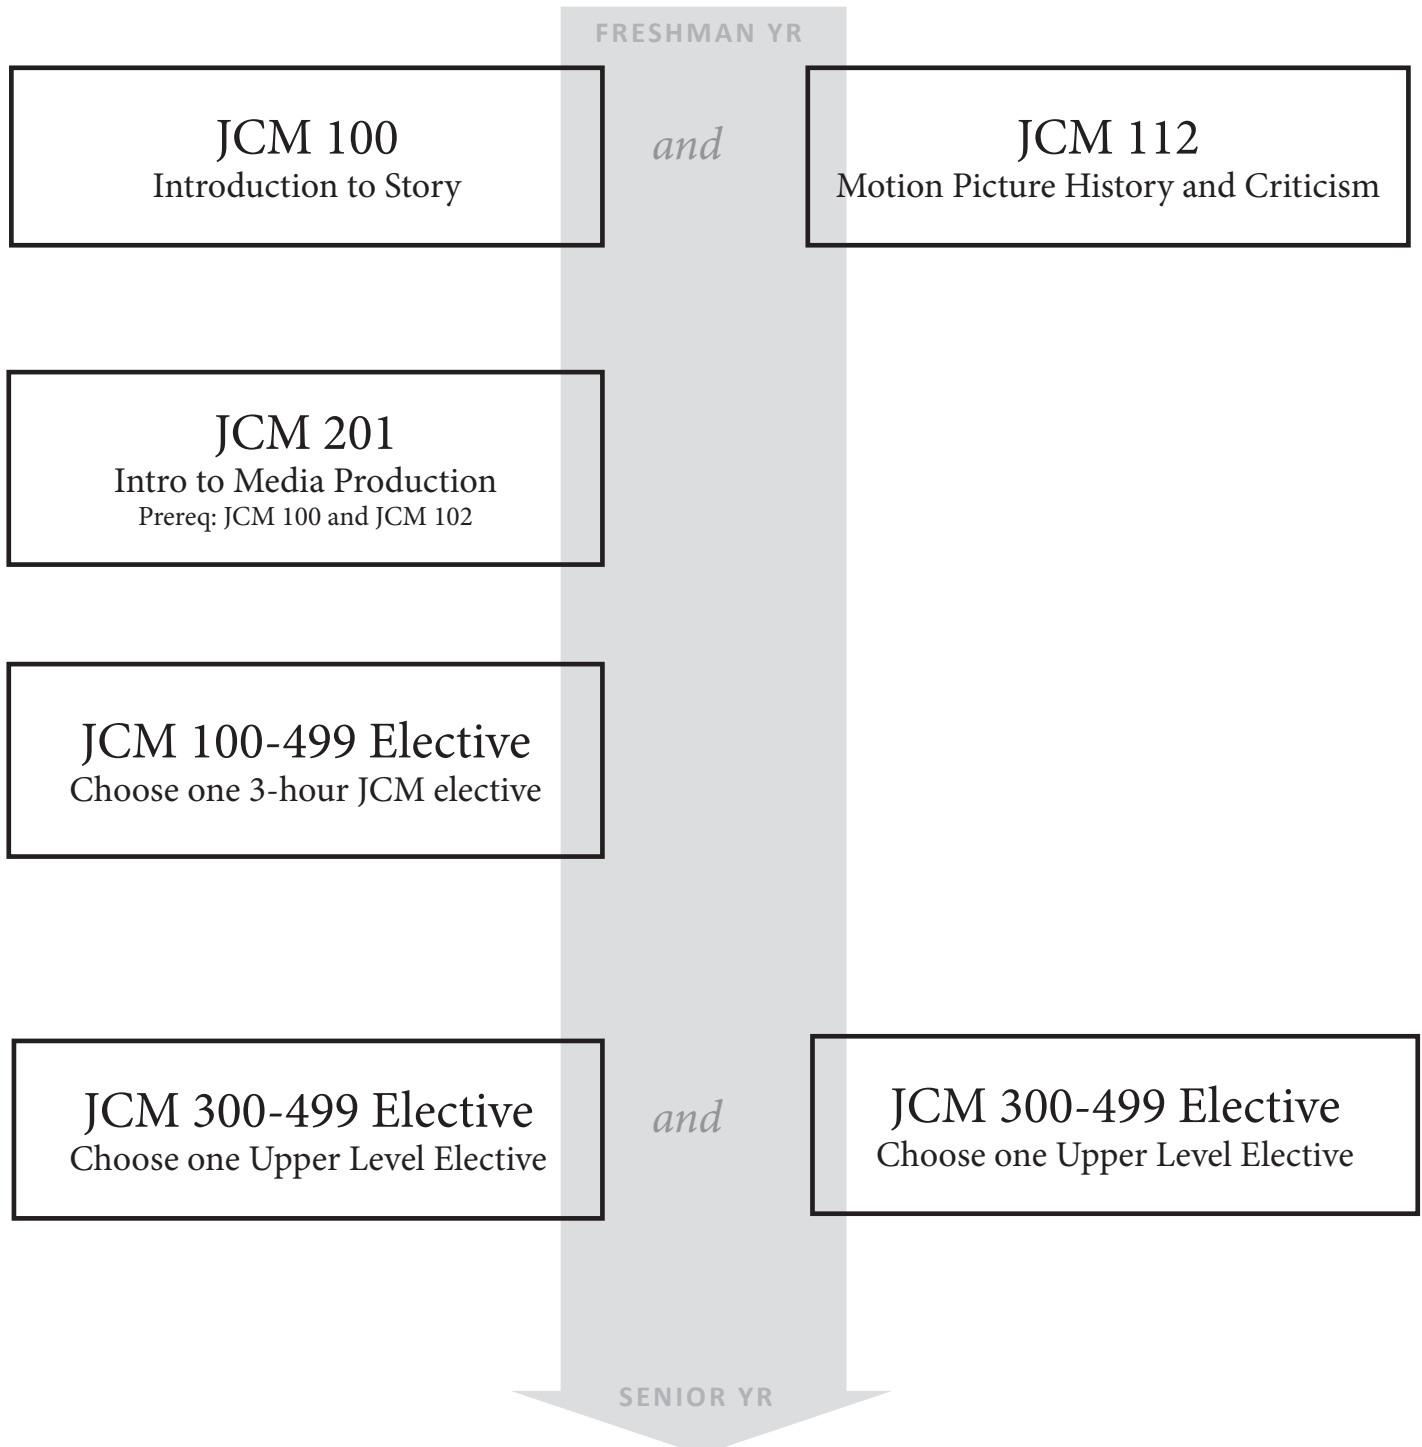 FRESHMAN YR
JCM 100
Introduction to Story
and
JCM 112
Motion Picture History and Criticism
JCM 201
Intro to Media Production
Prereq: JCM 100 and JCM 102
JCM 100-499 Elective
Choose one 3-hour JCM elective
JCM 300-499 Elective
Choose one Upper Level Elective
and
JCM 300-499 Elective
Choose one Upper Level Elective
SENIOR YR